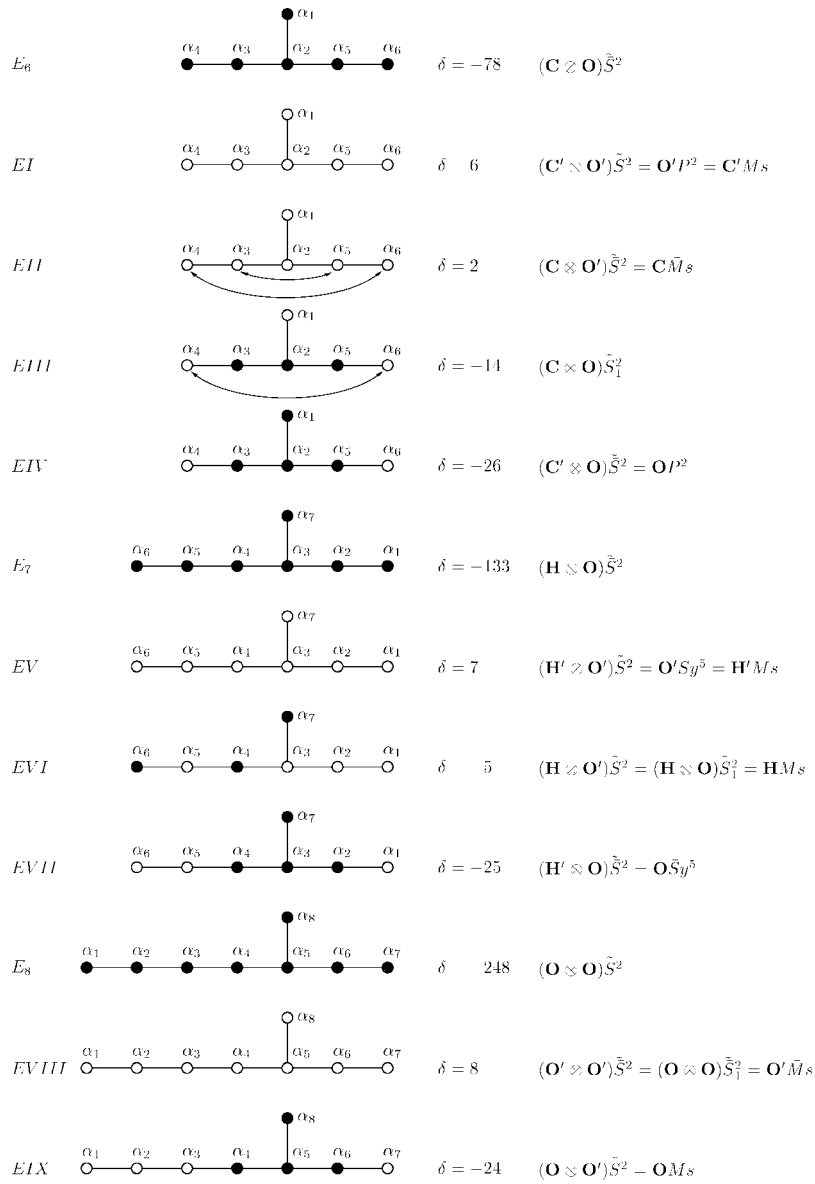 α₁
α₄ α₃ α₂ α₅ α₆
E₆ δ = −78 (C ⊗ O)S̄̃²
α₁
α₄ α₃ α₂ α₅ α₆
EI δ 6 (C′ ⊗ O′)S̄̃² = O′P² = C′Ms
α₁
α₄ α₃ α₂ α₅ α₆
EII δ = 2 (C ⊗ O′)S̄̃² = CM̄s
α₁
α₄ α₃ α₂ α₅ α₆
EIII δ = −14 (C ⊗ O)S̃₁²
α₁
α₄ α₃ α₂ α₅ α₆
EIV δ = −26 (C′ ⊗ O)S̄̃² = OP²
α₇
α₆ α₅ α₄ α₃ α₂ α₁
E₇ δ = −133 (H ⊗ O)S̄̃²
α₇
α₆ α₅ α₄ α₃ α₂ α₁
EV δ = 7 (H′ ⊗ O′)S̃² = O′Sy⁵ = H′Ms
α₇
α₆ α₅ α₄ α₃ α₂ α₁
EVI δ 5 (H ⊗ O′)S̃² = (H ⊗ O)S̃₁² = HMs
α₇
α₆ α₅ α₄ α₃ α₂ α₁
EVII δ = −25 (H′ ⊗ O)S̄̃² = OS̄y⁵
α₈
α₁ α₂ α₃ α₄ α₅ α₆ α₇
E₈ δ 248 (O ⊗ O)S̃²
α₈
α₁ α₂ α₃ α₄ α₅ α₆ α₇
EVIII δ = 8 (O′ ⊗ O′)S̄̃² = (O ⊗ O)S̄̃₁² = O′M̄s
α₈
α₁ α₂ α₃ α₄ α₅ α₆ α₇
EIX δ = −24 (O ⊗ O′)S̃² = OMs